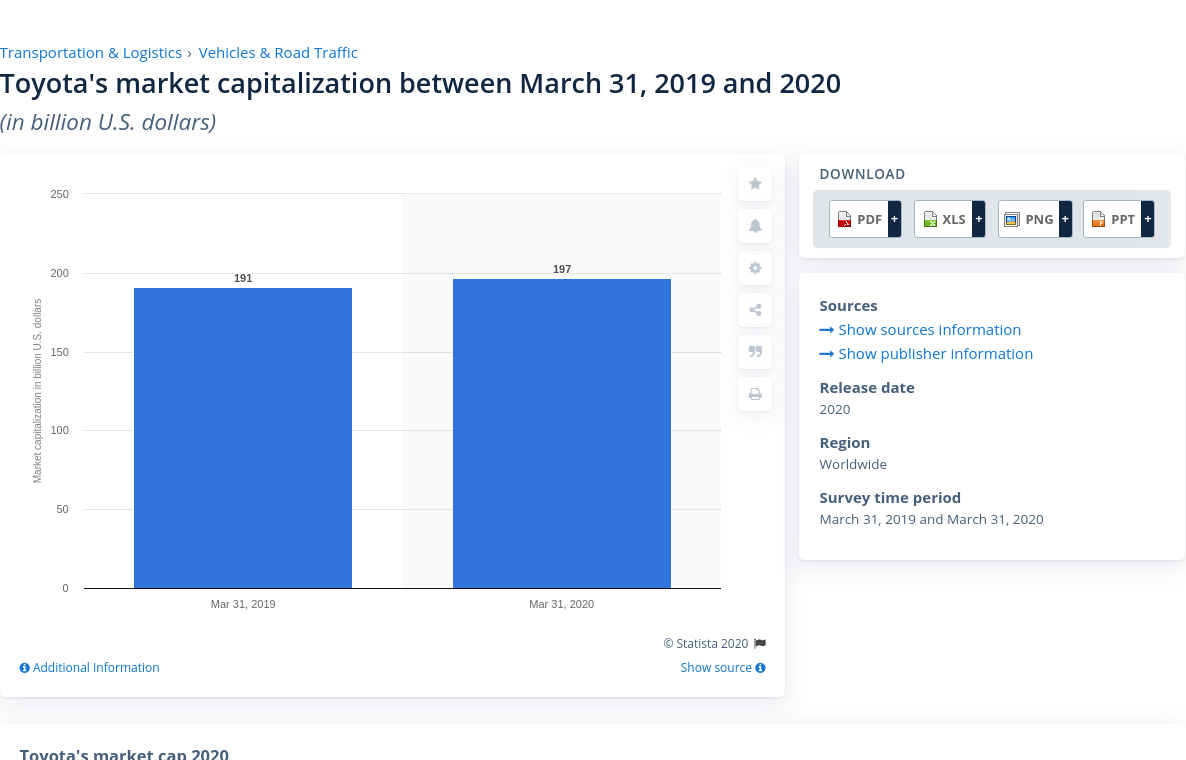 Transportation & Logistics › Vehicles & Road Traffic
Toyota's market capitalization between March 31, 2019 and 2020
(in billion U.S. dollars)
250
200
150
100
50
0
Market capitalization in billion U.S. dollars
191
197
Mar 31, 2019
Mar 31, 2020
© Statista 2020
Additional Information
Show source
DOWNLOAD
PDF +
XLS +
PNG +
PPT +
Sources
Show sources information
Show publisher information
Release date
2020
Region
Worldwide
Survey time period
March 31, 2019 and March 31, 2020
Toyota's market cap 2020